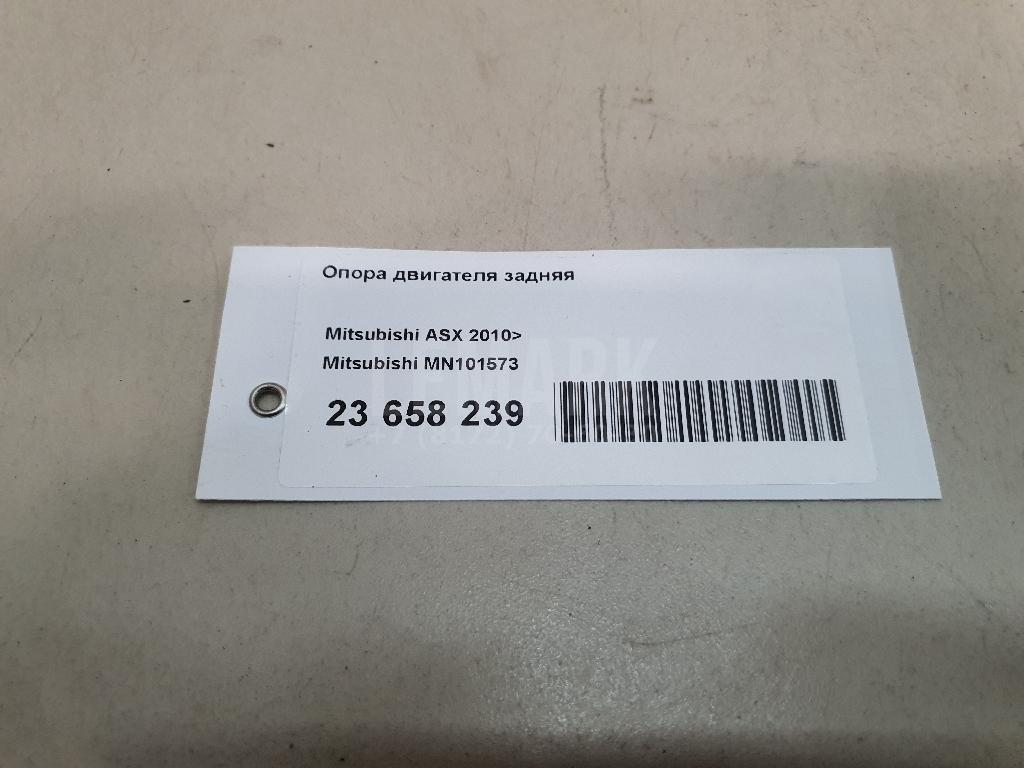 Опора двигателя задняя
Mitsubishi ASX 2010>
Mitsubishi MN101573
23 658 239